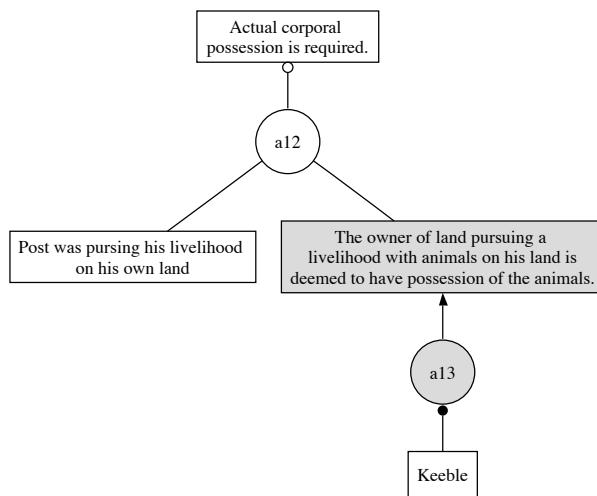 Actual corporal
possession is required.
a12
Post was pursing his livelihood
on his own land
The owner of land pursuing a
livelihood with animals on his land is
deemed to have possession of the animals.
a13
Keeble